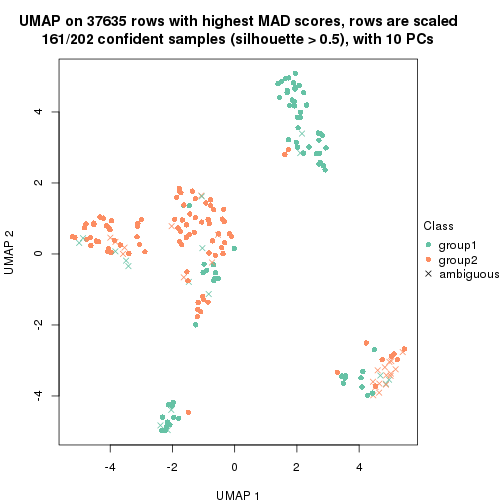 UMAP on 37635 rows with highest MAD scores, rows are scaled
161/202 confident samples (silhouette > 0.5), with 10 PCs
4
2
0
-2
-4
UMAP 2
-4
-2
0
2
4
UMAP 1
Class
group1
group2
ambiguous